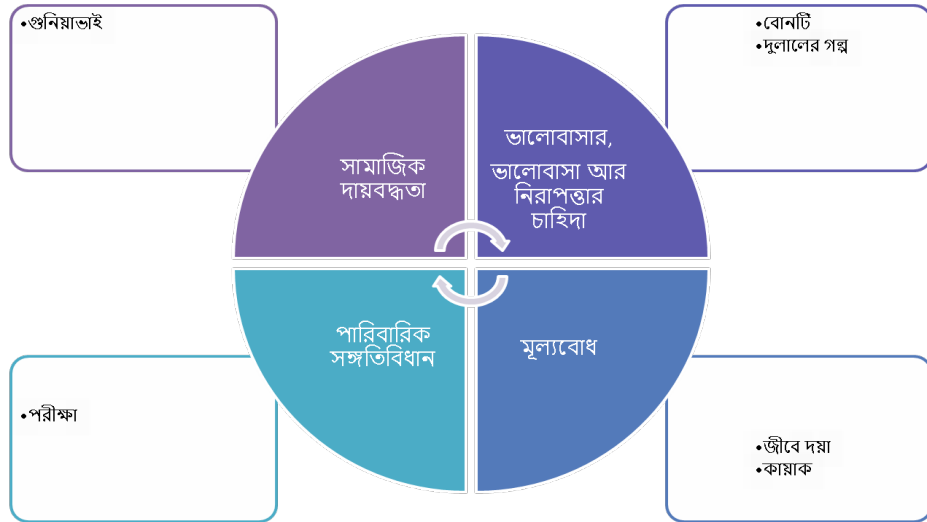 •গুনিয়াভাই
•বোনটি
•দুলালের গল্প
সামাজিক
দায়বদ্ধতা
ভালোবাসার,
ভালোবাসা আর
নিরাপত্তার
চাহিদা
পারিবারিক
সঙ্গতিবিধান
মূল্যবোধ
•পরীক্ষা
•জীবে দয়া
•কায়াক